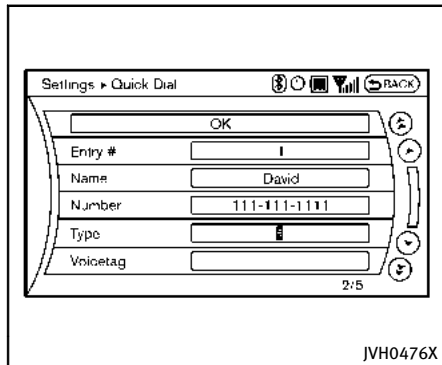 Settings ▸ Quick Dial BACK
OK
Entry # 1
Name David
Number 111-111-1111
Type
Voicetag
2/5
JVH0476X